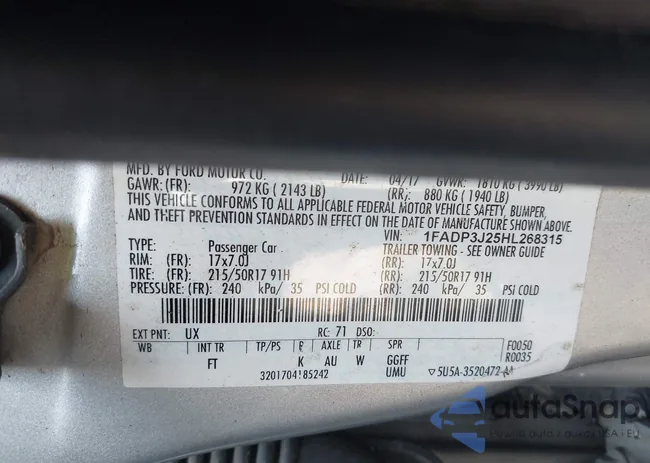 MFD. BY FORD MOTOR CO. DATE: 04/17 GVWR: 1810 KG ( 3990 LB)
GAWR: (FR): 972 KG ( 2143 LB) (RR): 880 KG ( 1940 LB)
THIS VEHICLE CONFORMS TO ALL APPLICABLE FEDERAL MOTOR VEHICLE SAFETY, BUMPER,
AND THEFT PREVENTION STANDARDS IN EFFECT ON THE DATE OF MANUFACTURE SHOWN ABOVE.
VIN: 1FADP3J25HL268315
TYPE: Passenger Car TRAILER TOWING - SEE OWNER GUIDE
RIM: (FR): 17x7.0J (RR): 17x7.0J
TIRE: (FR): 215/50R17 91H (RR): 215/50R17 91H
PRESSURE: (FR): 240 kPa/ 35 PSI COLD (RR): 240 kPa/ 35 PSI COLD
EXT PNT: UX RC: 71 DSO:
WB INT TR TP/PS R AXLE TR SPR F0050
FT K AU W GGFF R0035
3201704185242 UMU ▽5U5A-3520472-AA
autoSnap